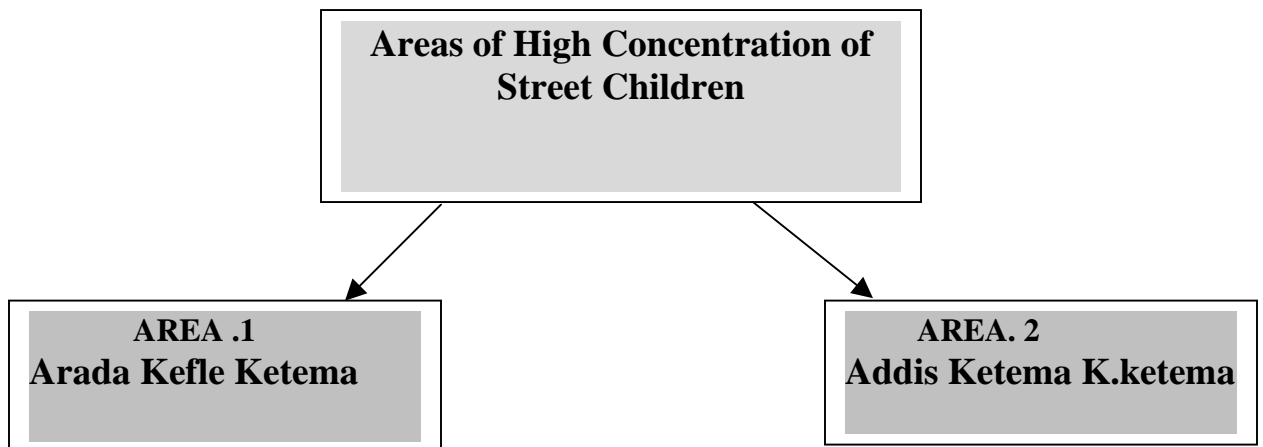 Areas of High Concentration of
Street Children
AREA .1
Arada Kefle Ketema
AREA. 2
Addis Ketema K.ketema